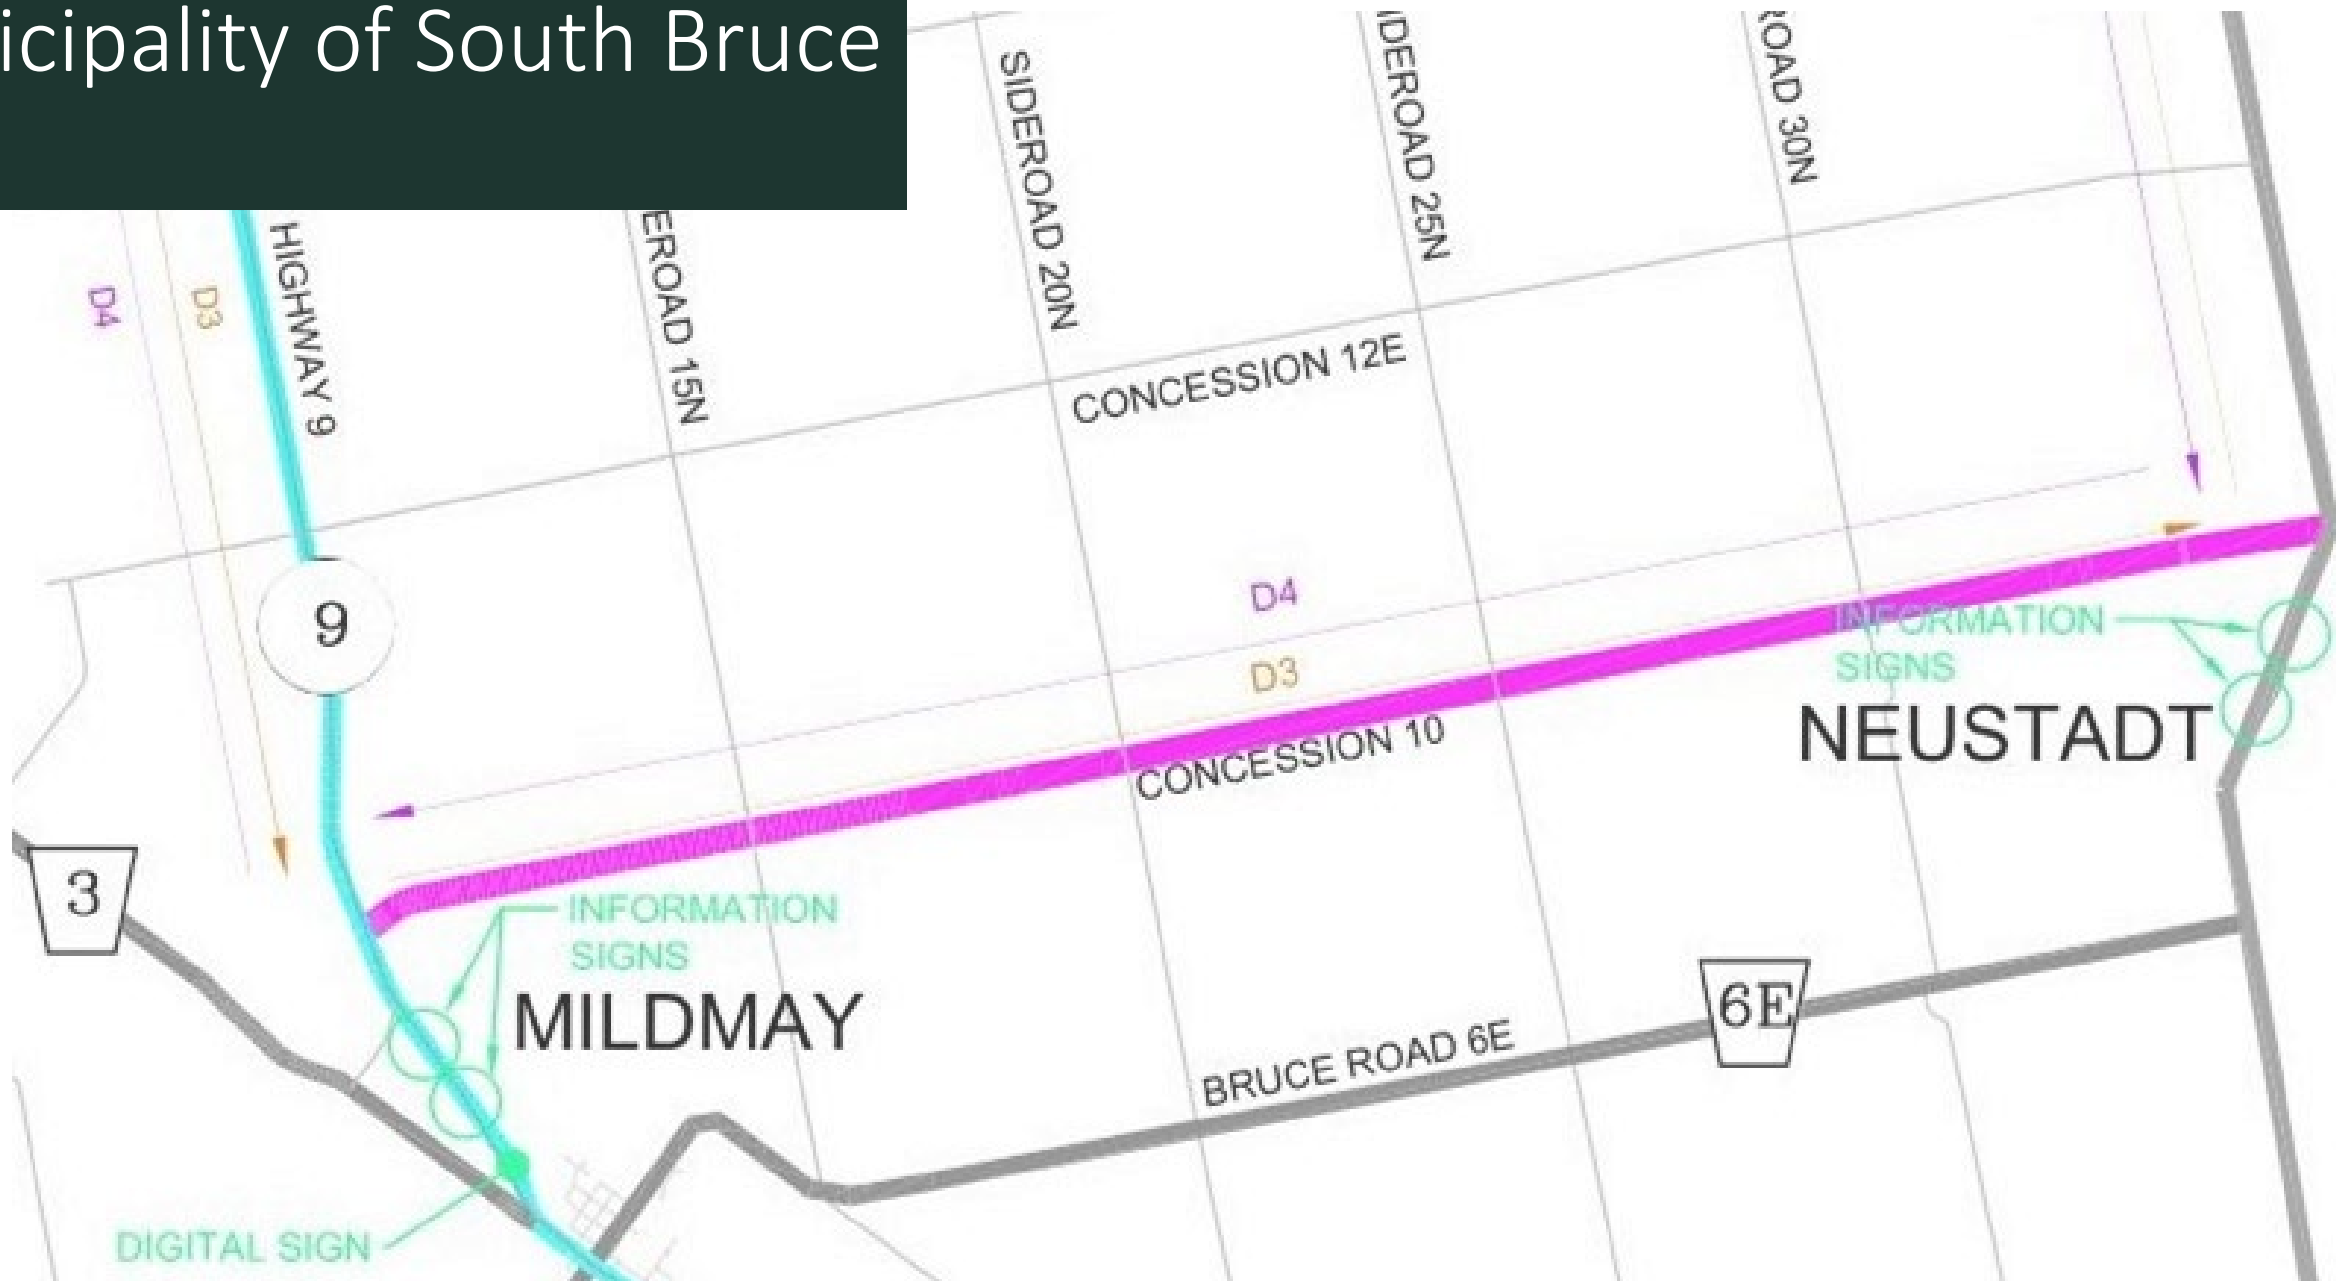 icipality of South Bruce
SIDEROAD 20N
IDEROAD 25N
ROAD 30N
HIGHWAY 9
EROAD 15N
D4
D3
CONCESSION 12E
9
D4
D3
INFORMATION
SIGNS
NEUSTADT
CONCESSION 10
3
INFORMATION
SIGNS
MILDMAY
6E
BRUCE ROAD 6E
DIGITAL SIGN